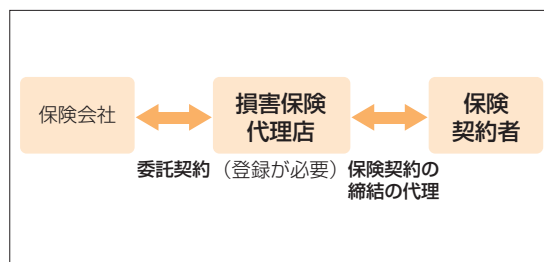 保険会社
損害保険
代理店
保険
契約者
委託契約
（登録が必要）
保険契約の
締結の代理